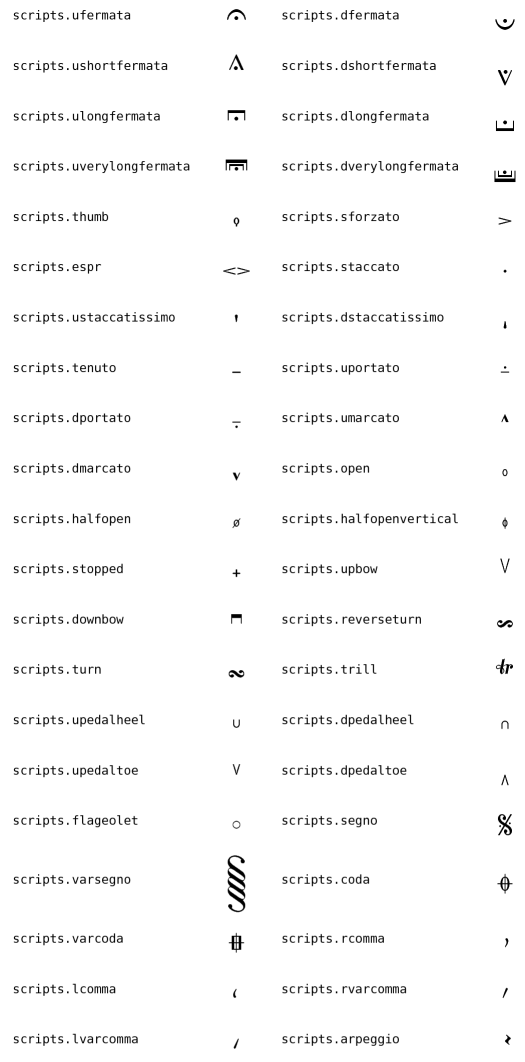 scripts.ufermata scripts.dfermata
scripts.ushortfermata scripts.dshortfermata
scripts.ulongfermata scripts.dlongfermata
scripts.uverylongfermata scripts.dverylongfermata
scripts.thumb scripts.sforzato
scripts.espr scripts.staccato
scripts.ustaccatissimo scripts.dstaccatissimo
scripts.tenuto scripts.uportato
scripts.dportato scripts.umarcato
scripts.dmarcato scripts.open
scripts.halfopen scripts.halfopenvertical
scripts.stopped scripts.upbow
scripts.downbow scripts.reverseturn
scripts.turn scripts.trill
scripts.upedalheel scripts.dpedalheel
scripts.upedaltoe scripts.dpedaltoe
scripts.flageolet scripts.segno
scripts.varsegno scripts.coda
scripts.varcoda scripts.rcomma
scripts.lcomma scripts.rvarcomma
scripts.lvarcomma scripts.arpeggio